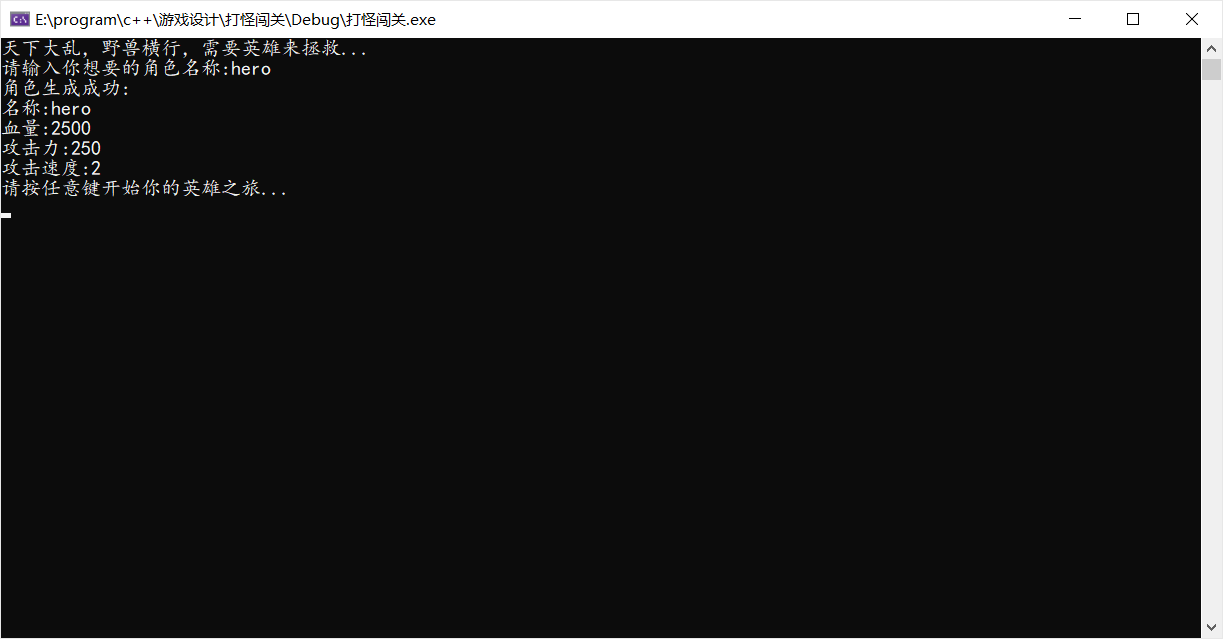 E:\program\c++\游戏设计\打怪闯关\Debug\打怪闯关.exe
天下大乱，野兽横行，需要英雄来拯救...
请输入你想要的角色名称:hero
角色生成成功:
名称:hero
血量:2500
攻击力:250
攻击速度:2
请按任意键开始你的英雄之旅...